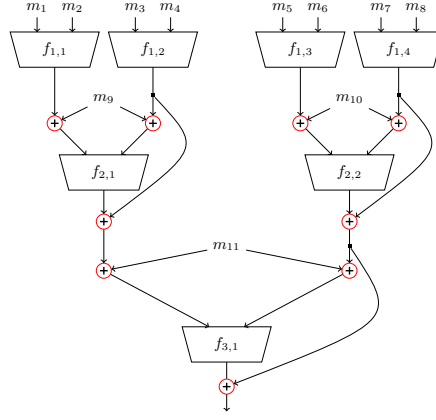 m₁ m₂ m₃ m₄ m₅ m₆ m₇ m₈
f₁,₁ f₁,₂ f₁,₃ f₁,₄
m₉ m₁₀
+ + + +
f₂,₁ f₂,₂
+ +
m₁₁
+ +
f₃,₁
+